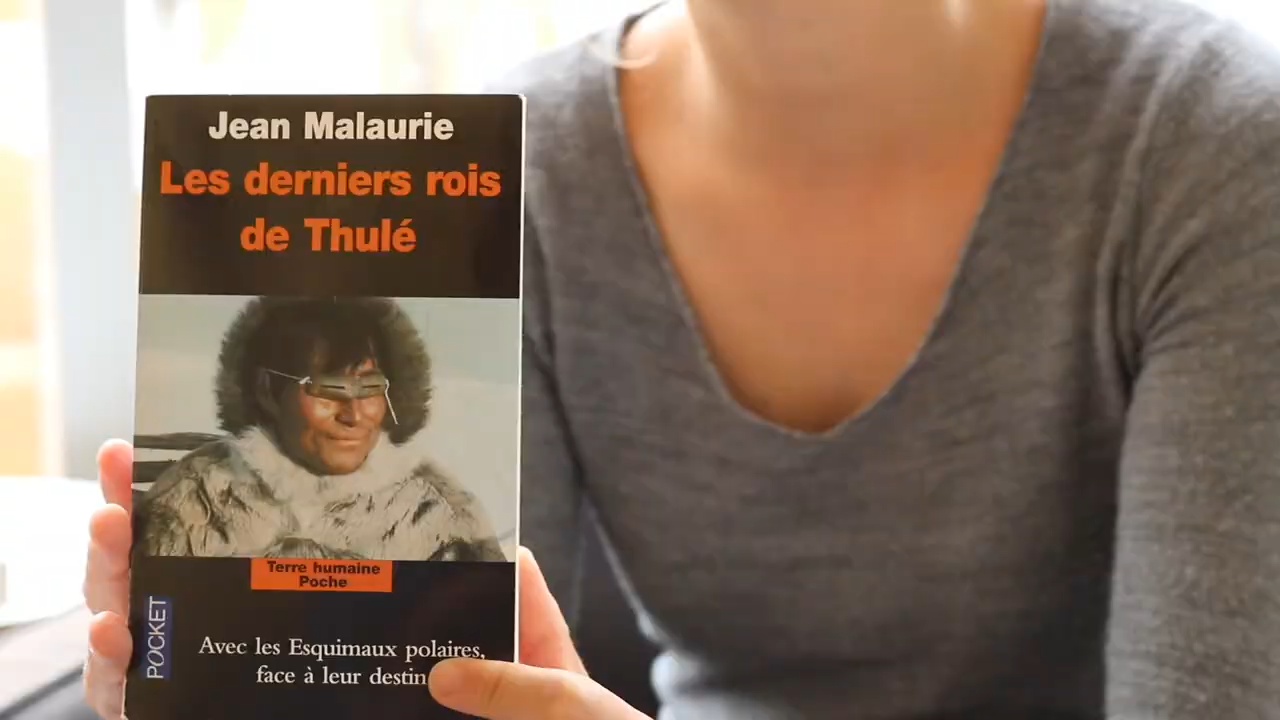 Jean Malaurie
Les derniers rois
de Thulé
Terre humaine
Poche
POCKET
Avec les Esquimaux polaires,
face à leur destin